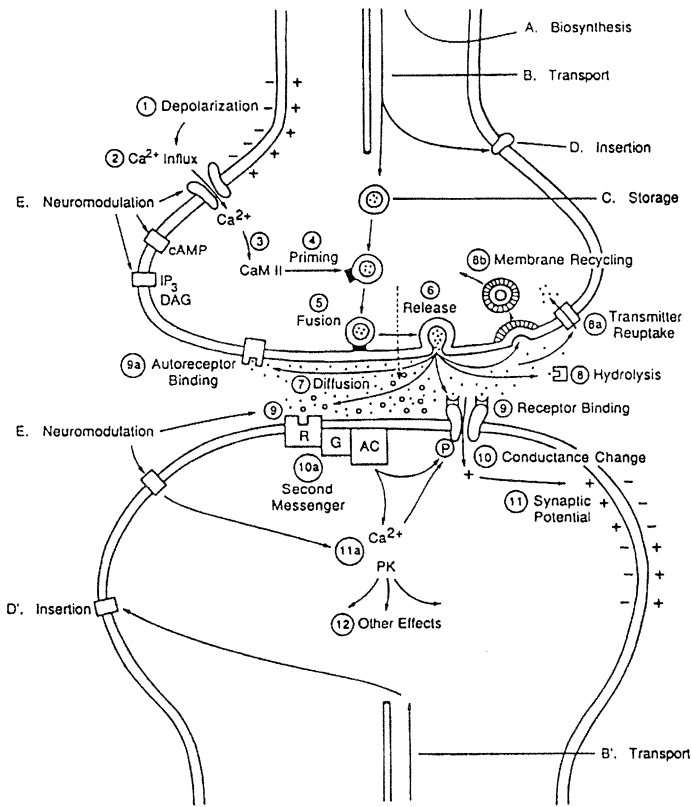 A. Biosynthesis
B. Transport
− +
1 Depolarization − +
− +
2 Ca2+ Influx − +
− +
D. Insertion
E. Neuromodulation
C. Storage
Ca2+
cAMP
3
4
Priming
CaM II
8b Membrane Recycling
IP3
DAG
5
Fusion
6
Release
8a Transmitter
Reuptake
9a Autoreceptor
Binding
7 Diffusion
8 Hydrolysis
9
9 Receptor Binding
E. Neuromodulation
R
G
AC
P
10 Conductance Change
10a
Second
Messenger
+
+ −
11 Synaptic
Potential
+ −
+ −
+ −
− +
− +
− +
11a
Ca2+
PK
D'. Insertion
12 Other Effects
B'. Transport